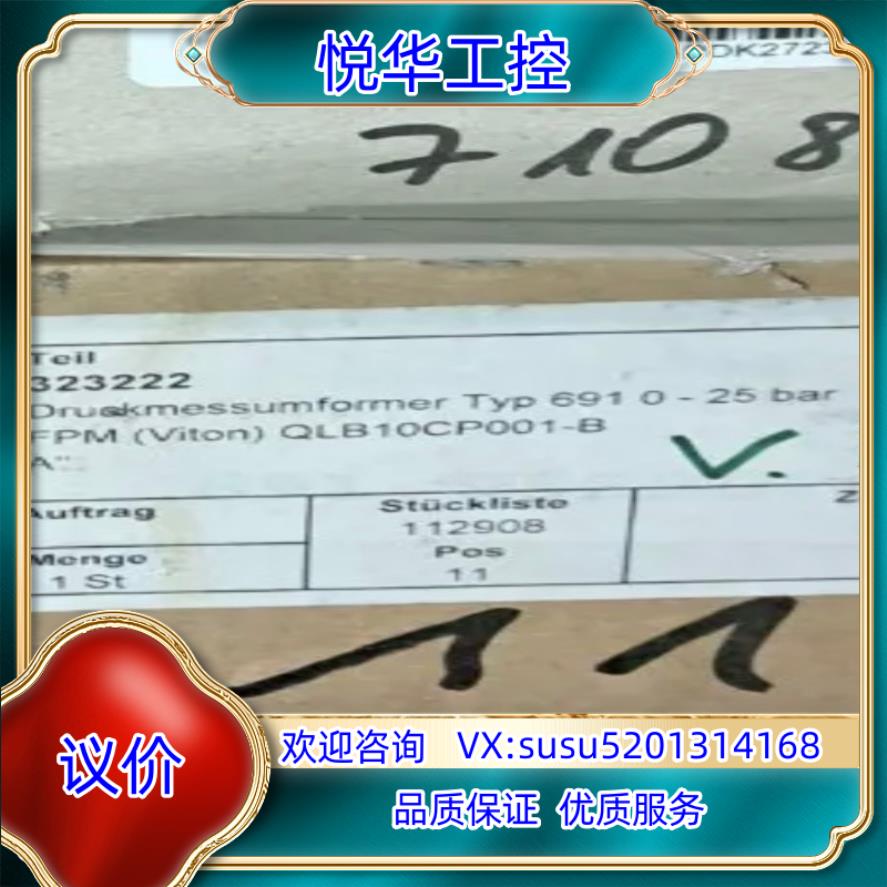 悦华工控
DK272
7108
Teil
323222
Druckmessumformer Typ 691 0 - 25 bar
FPM (Viton) QLB10CP001-B
A"
V.
Auftrag
Stückliste
112908
Menge
Pos
1 St
11
Z
11
议价
欢迎咨询 VX:susu5201314168
品质保证 优质服务